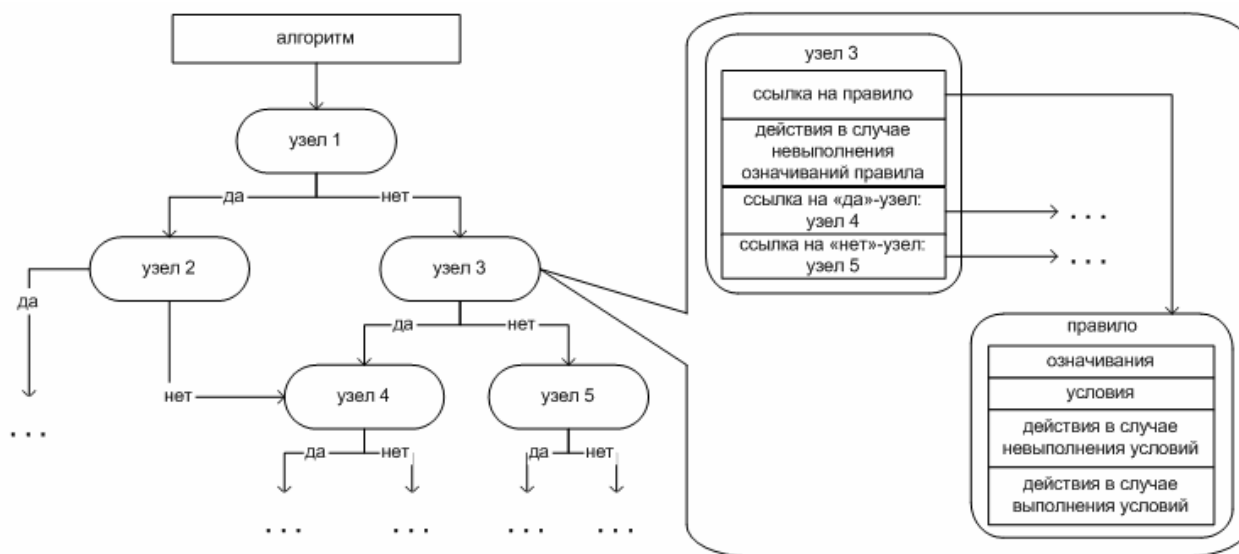 алгоритм
узел 1
да
нет
узел 2
узел 3
да
нет
да
нет
узел 4
узел 5
да
нет
да
нет
. . .
. . .
. . .
. . .
. . .
узел 3
ссылка на правило
действия в случае
невыполнения
означиваний правила
ссылка на «да»-узел:
узел 4
. . .
ссылка на «нет»-узел:
узел 5
. . .
правило
означивания
условия
действия в случае
невыполнения условий
действия в случае
выполнения условий